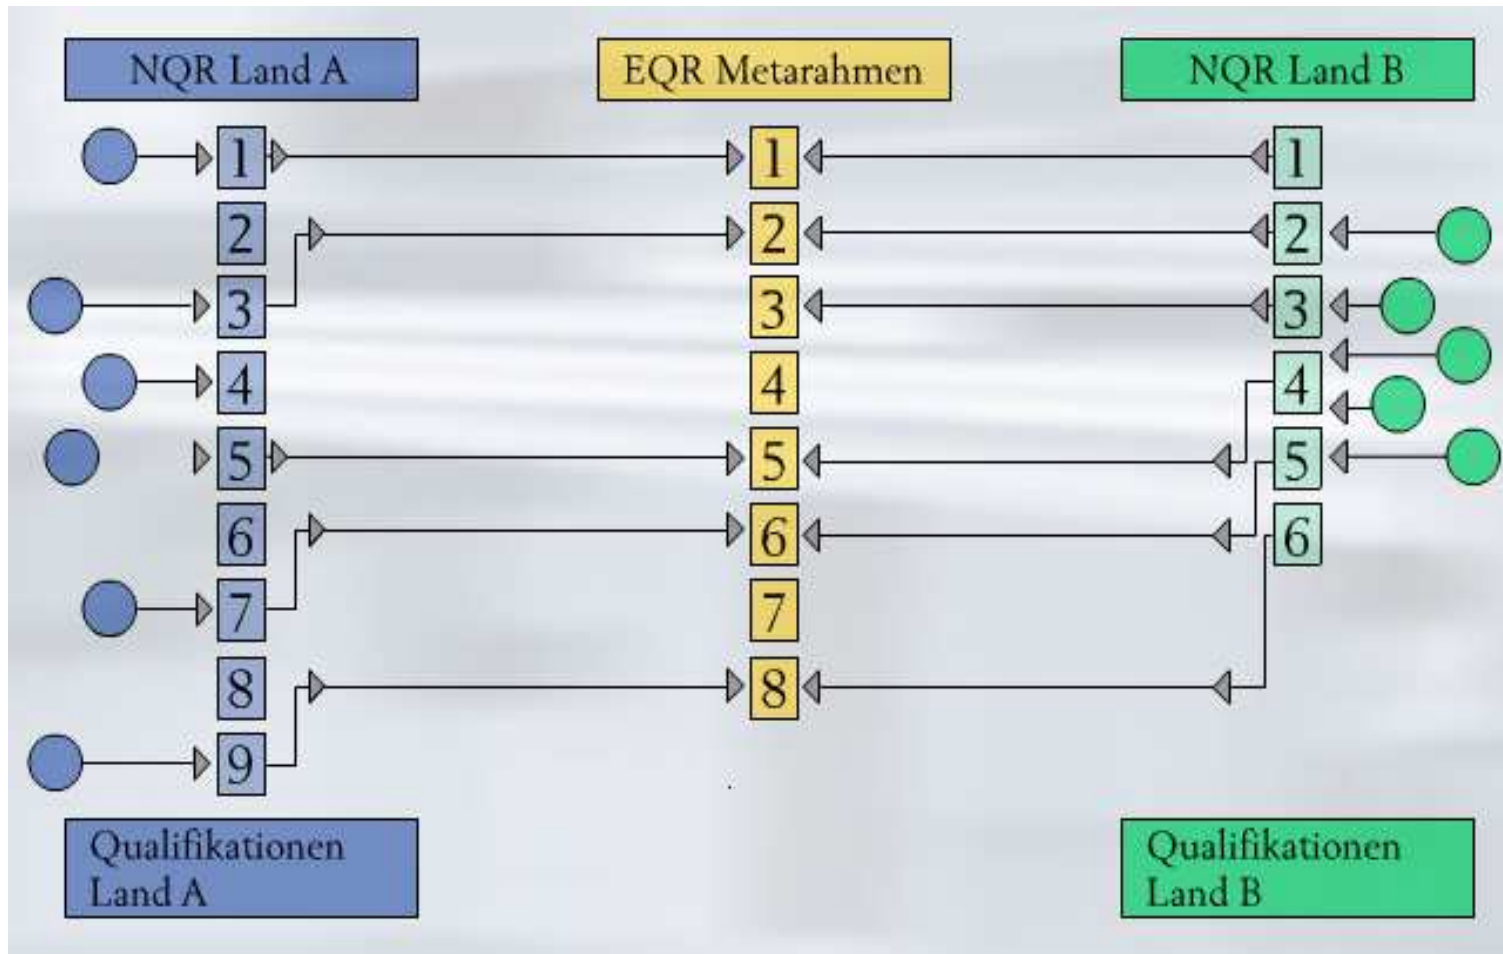 NQR Land A
EQR Metarahmen
NQR Land B
1 1 1
2 2 2
3 3 3
4 4 4
5 5 5
6 6 6
7 7
8 8
9
Qualifikationen
Land A
Qualifikationen
Land B